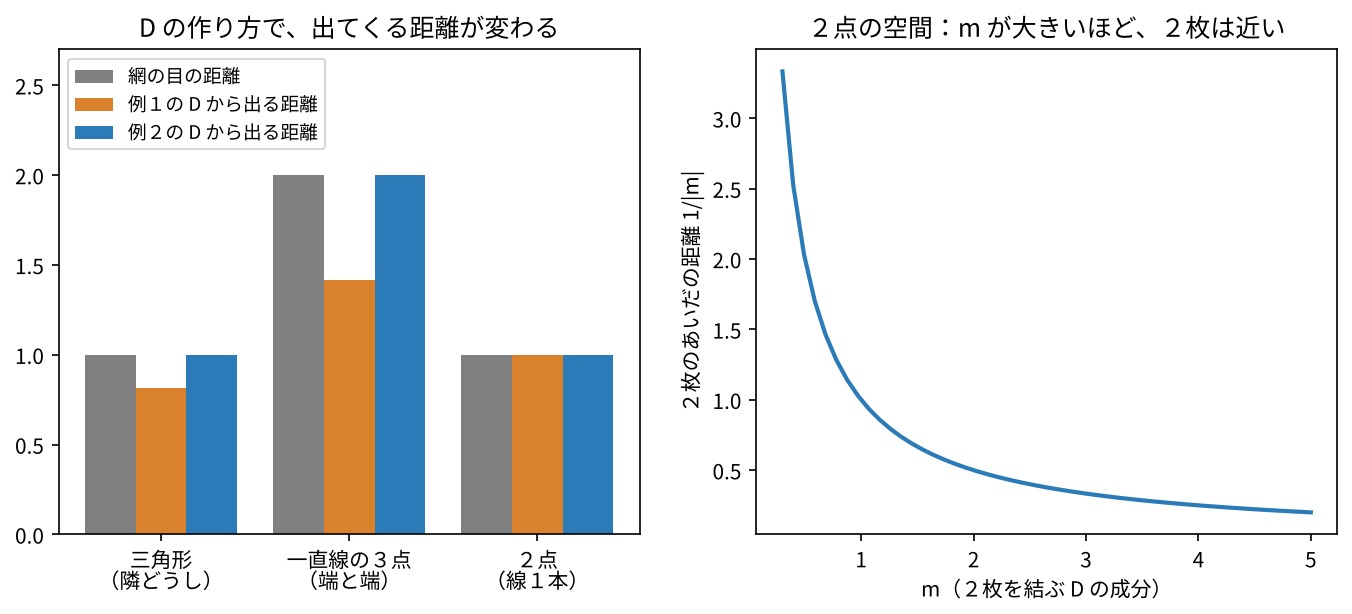 D の作り方で、出てくる距離が変わる
網の目の距離
例１の D から出る距離
例２の D から出る距離
2.5
2.0
1.5
1.0
0.5
0.0
三角形
（隣どうし）
一直線の３点
（端と端）
２点
（線１本）
２点の空間：m が大きいほど、２枚は近い
２枚のあいだの距離 1/|m|
3.0
2.5
2.0
1.5
1.0
0.5
1
2
3
4
5
m（２枚を結ぶ D の成分）